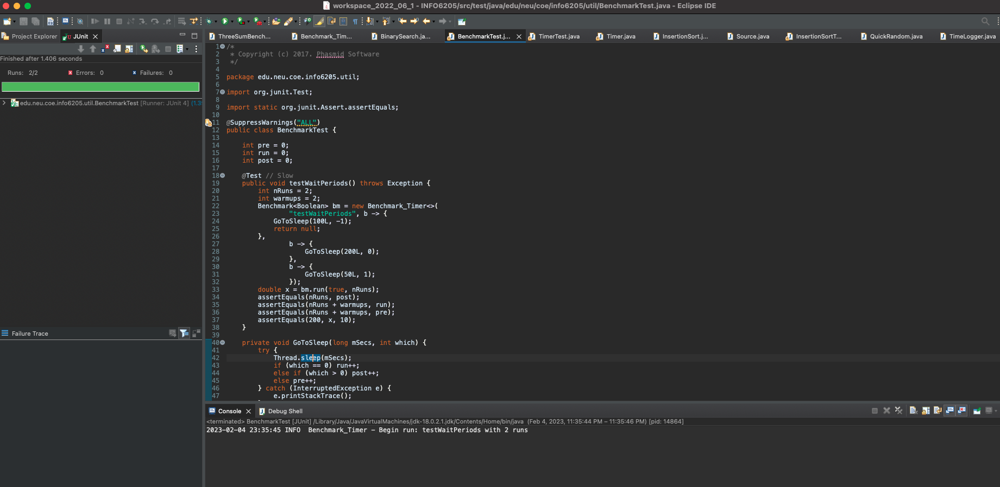 workspace_2022_06_1 - INFO6205/src/test/java/edu/neu/coe/info6205/util/BenchmarkTest.java - Eclipse IDE
Project Explorer
JUnit
Finished after 1.406 seconds
Runs: 2/2
Errors: 0
Failures: 0
edu.neu.coe.info6205.util.BenchmarkTest [Runner: JUnit 4]
Failure Trace
ThreeSumBench...
Benchmark_Tim...
BinarySearch.ja...
BenchmarkTest.j...
TimerTest.java
Timer.java
InsertionSort.j...
Source.java
InsertionSortT...
QuickRandom.java
TimeLogger.java
1 /*
2  * Copyright (c) 2017. Phasmid Software
3  */
4
5 package edu.neu.coe.info6205.util;
6
7 import org.junit.Test;
8
9 import static org.junit.Assert.assertEquals;
10
11 @SuppressWarnings("ALL")
12 public class BenchmarkTest {
13
14     int pre = 0;
15     int run = 0;
16     int post = 0;
17
18     @Test // Slow
19     public void testWaitPeriods() throws Exception {
20         int nRuns = 2;
21         int warmups = 2;
22         Benchmark<Boolean> bm = new Benchmark_Timer<>(
23                 "testWaitPeriods", b -> {
24             GoToSleep(100L, -1);
25             return null;
26         },
27                 b -> {
28                     GoToSleep(200L, 0);
29                 },
30                 b -> {
31                     GoToSleep(50L, 1);
32                 });
33         double x = bm.run(true, nRuns);
34         assertEquals(nRuns, post);
35         assertEquals(nRuns + warmups, run);
36         assertEquals(nRuns + warmups, pre);
37         assertEquals(200, x, 10);
38     }
39
40     private void GoToSleep(long mSecs, int which) {
41         try {
42             Thread.sleep(mSecs);
43             if (which == 0) run++;
44             else if (which > 0) post++;
45             else pre++;
46         } catch (InterruptedException e) {
47             e.printStackTrace();
Console
Debug Shell
<terminated> BenchmarkTest [JUnit] /Library/Java/JavaVirtualMachines/jdk-18.0.2.1.jdk/Contents/Home/bin/java (Feb 4, 2023, 11:35:44 PM – 11:35:46 PM) [pid: 14864]
2023-02-04 23:35:45 INFO  Benchmark_Timer - Begin run: testWaitPeriods with 2 runs